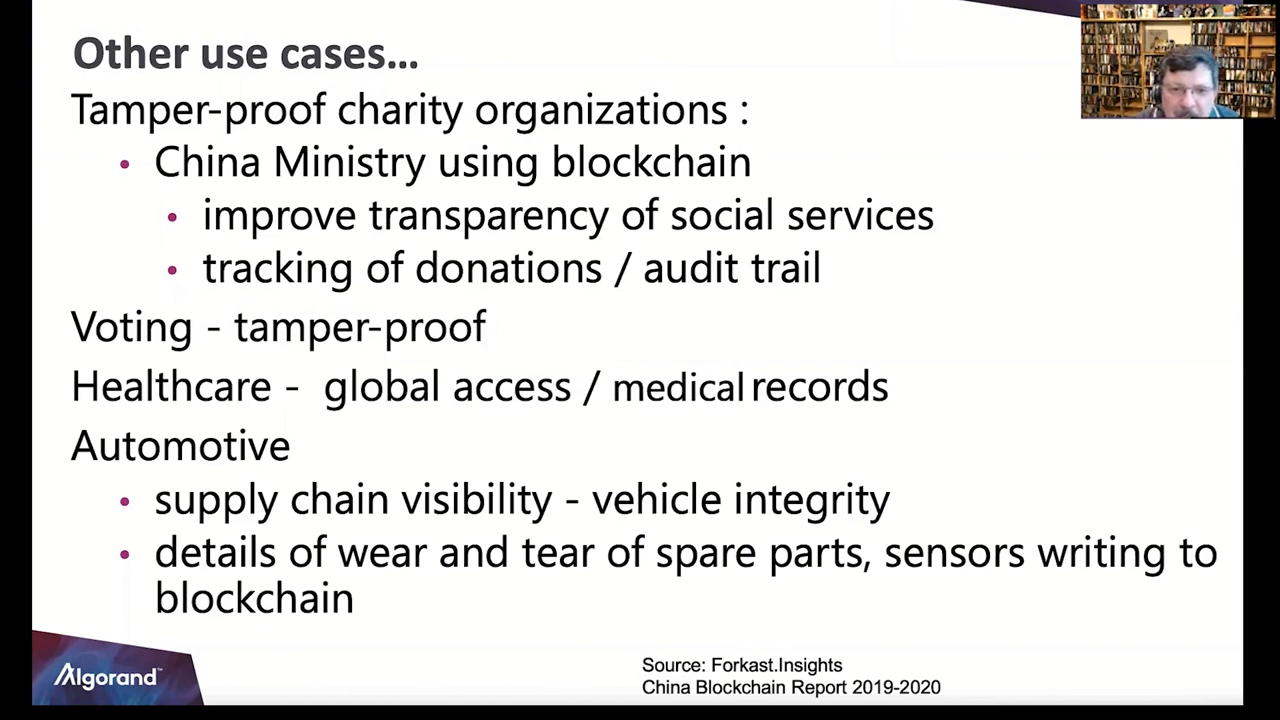 Other use cases...
Tamper-proof charity organizations :
• China Ministry using blockchain
• improve transparency of social services
• tracking of donations / audit trail
Voting - tamper-proof
Healthcare - global access / medical records
Automotive
• supply chain visibility - vehicle integrity
• details of wear and tear of spare parts, sensors writing to
blockchain
Algorand™
Source: Forkast.Insights
China Blockchain Report 2019-2020